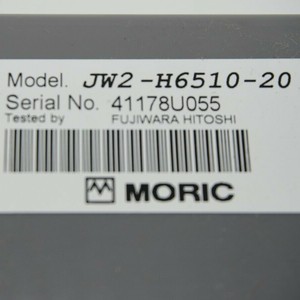 Model. JW2-H6510-20
Serial No. 41178U055
Tested by FUJIWARA HITOSHI
MORIC